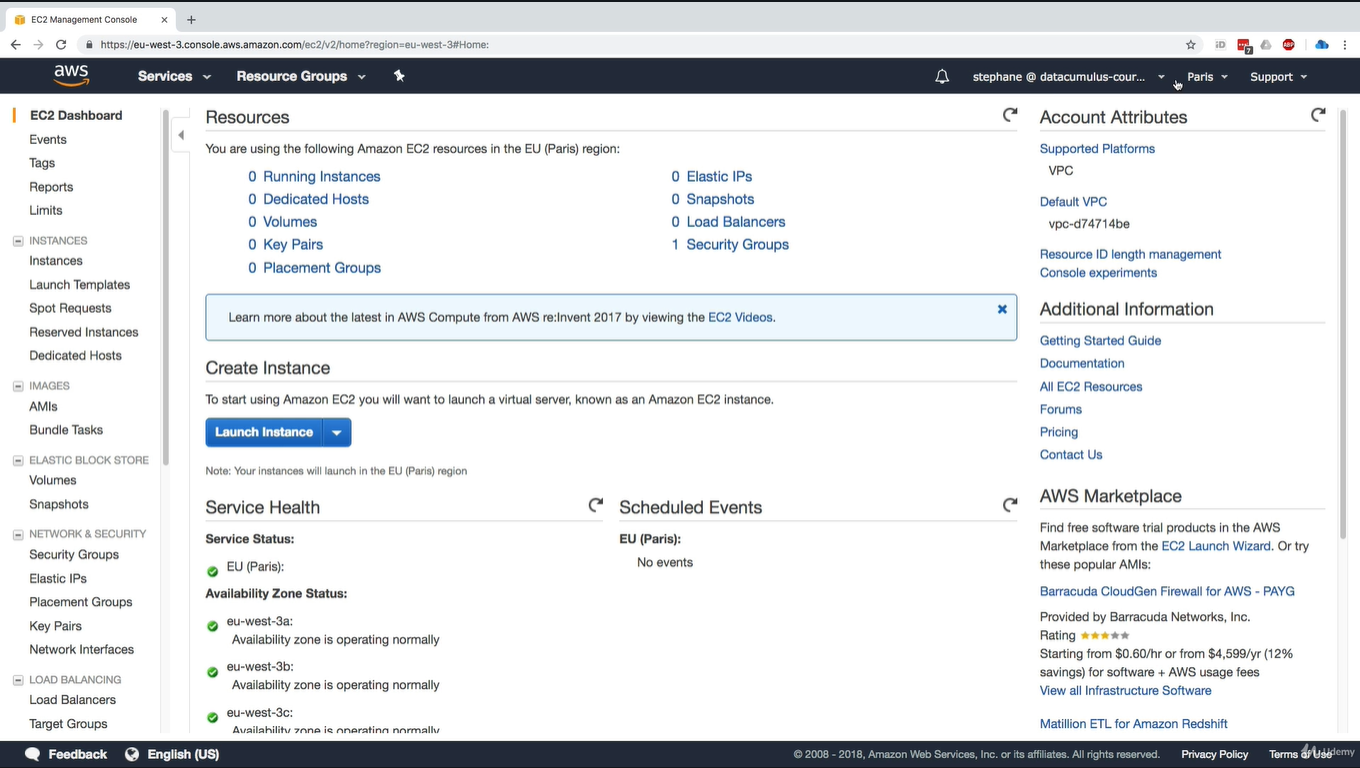 EC2 Management Console
https://eu-west-3.console.aws.amazon.com/ec2/v2/home?region=eu-west-3#Home:
iD
7
ABP
aws
Services
Resource Groups
stephane @ datacumulus-cour...
Paris
Support
EC2 Dashboard
Events
Tags
Reports
Limits
INSTANCES
Instances
Launch Templates
Spot Requests
Reserved Instances
Dedicated Hosts
IMAGES
AMIs
Bundle Tasks
ELASTIC BLOCK STORE
Volumes
Snapshots
NETWORK & SECURITY
Security Groups
Elastic IPs
Placement Groups
Key Pairs
Network Interfaces
LOAD BALANCING
Load Balancers
Target Groups
Resources
You are using the following Amazon EC2 resources in the EU (Paris) region:
0 Running Instances
0 Dedicated Hosts
0 Volumes
0 Key Pairs
0 Placement Groups
0 Elastic IPs
0 Snapshots
0 Load Balancers
1 Security Groups
Learn more about the latest in AWS Compute from AWS re:Invent 2017 by viewing the EC2 Videos.
Create Instance
To start using Amazon EC2 you will want to launch a virtual server, known as an Amazon EC2 instance.
Launch Instance
Note: Your instances will launch in the EU (Paris) region
Service Health
Service Status:
EU (Paris):
Availability Zone Status:
eu-west-3a:
Availability zone is operating normally
eu-west-3b:
Availability zone is operating normally
eu-west-3c:
Availability zone is operating normally
Scheduled Events
EU (Paris):
No events
Account Attributes
Supported Platforms
VPC
Default VPC
vpc-d74714be
Resource ID length management
Console experiments
Additional Information
Getting Started Guide
Documentation
All EC2 Resources
Forums
Pricing
Contact Us
AWS Marketplace
Find free software trial products in the AWS
Marketplace from the EC2 Launch Wizard. Or try
these popular AMIs:
Barracuda CloudGen Firewall for AWS - PAYG
Provided by Barracuda Networks, Inc.
Rating
Starting from $0.60/hr or from $4,599/yr (12%
savings) for software + AWS usage fees
View all Infrastructure Software
Matillion ETL for Amazon Redshift
Feedback
English (US)
© 2008 - 2018, Amazon Web Services, Inc. or its affiliates. All rights reserved.
Privacy Policy
Terms of Use
Udemy